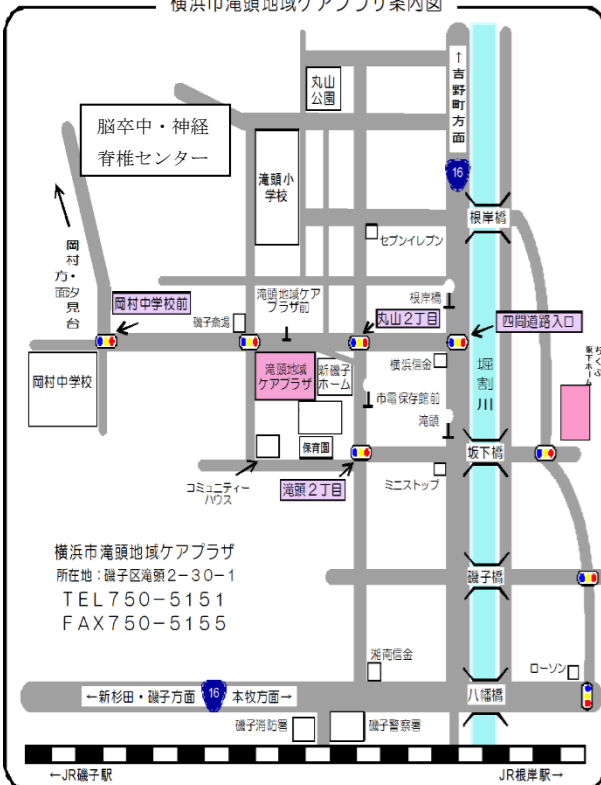 横浜市滝頭地域ケアプラザ案内図
↑吉野町方面
丸山
公園
脳卒中・神経
脊椎センター
滝頭小
学校
16
根岸橋
セブンイレブン
岡村・汐見台
方面
滝頭地域ケア
プラザ前
根岸橋
岡村中学校前
磯子斎場
丸山2丁目
四間道路入口
横浜信金
岡村中学校
滝頭地域
ケアプラザ
新磯子
ホーム
堀割川
坂下ホーム
市電保存館前
滝頭
保育園
坂下橋
コミュニティー
ハウス
滝頭2丁目
ミニストップ
横浜市滝頭地域ケアプラザ
所在地:磯子区滝頭2-30-1
TEL750-5151
FAX750-5155
磯子橋
湘南信金
ローソン
←新杉田・磯子方面
16
本牧方面→
八幡橋
磯子消防署
磯子警察署
←JR磯子駅
JR根岸駅→